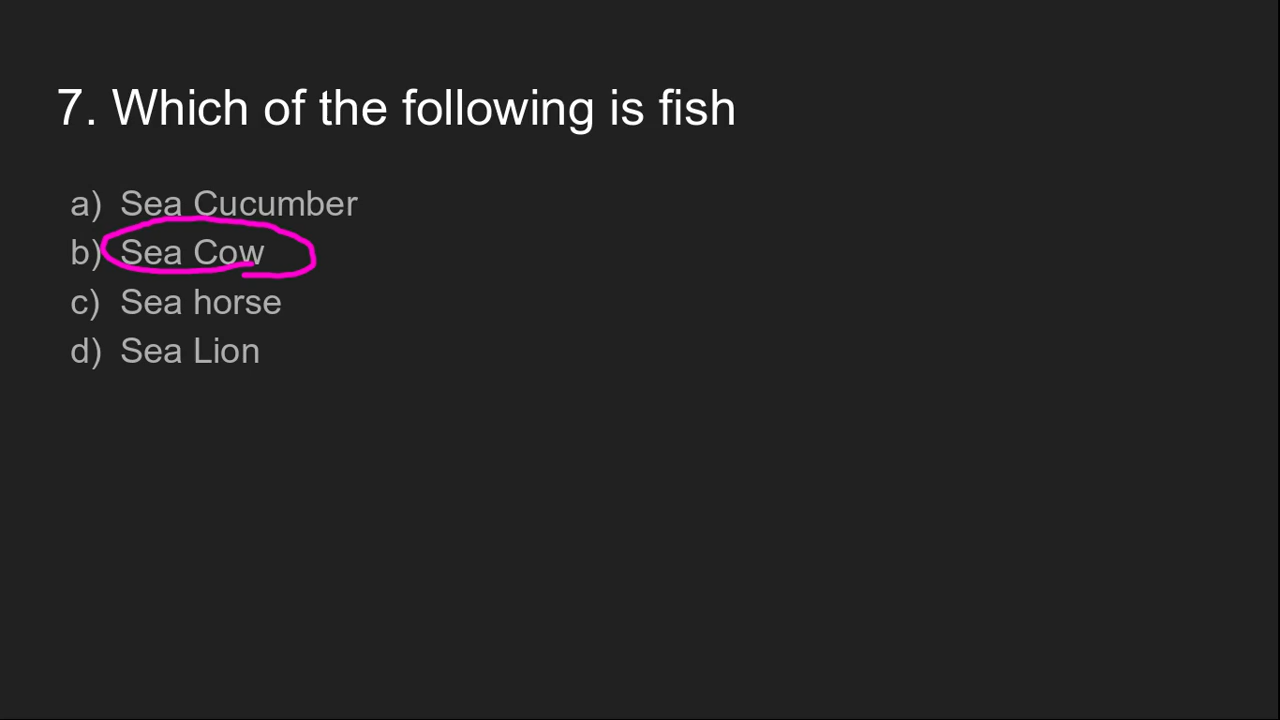 7. Which of the following is fish
a) Sea Cucumber
b) Sea Cow
c) Sea horse
d) Sea Lion